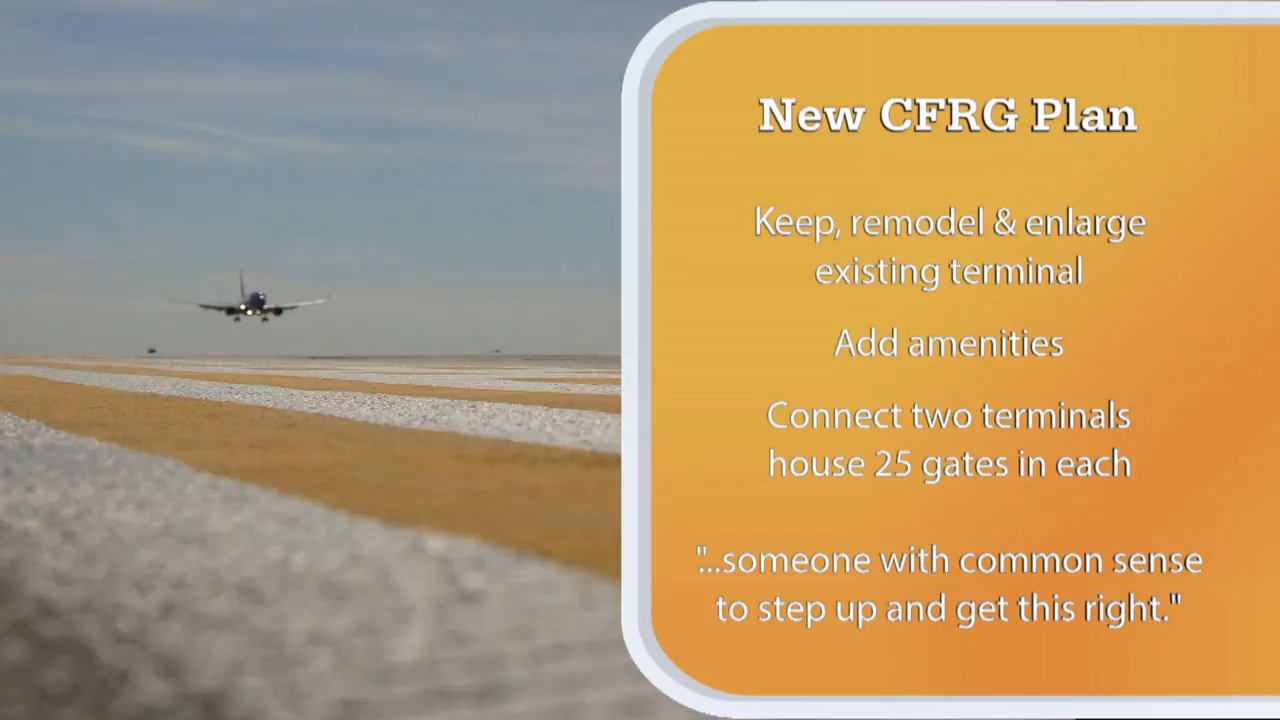 New CFRG Plan
Keep, remodel & enlarge
existing terminal
Add amenities
Connect two terminals
house 25 gates in each
"...someone with common sense
to step up and get this right."